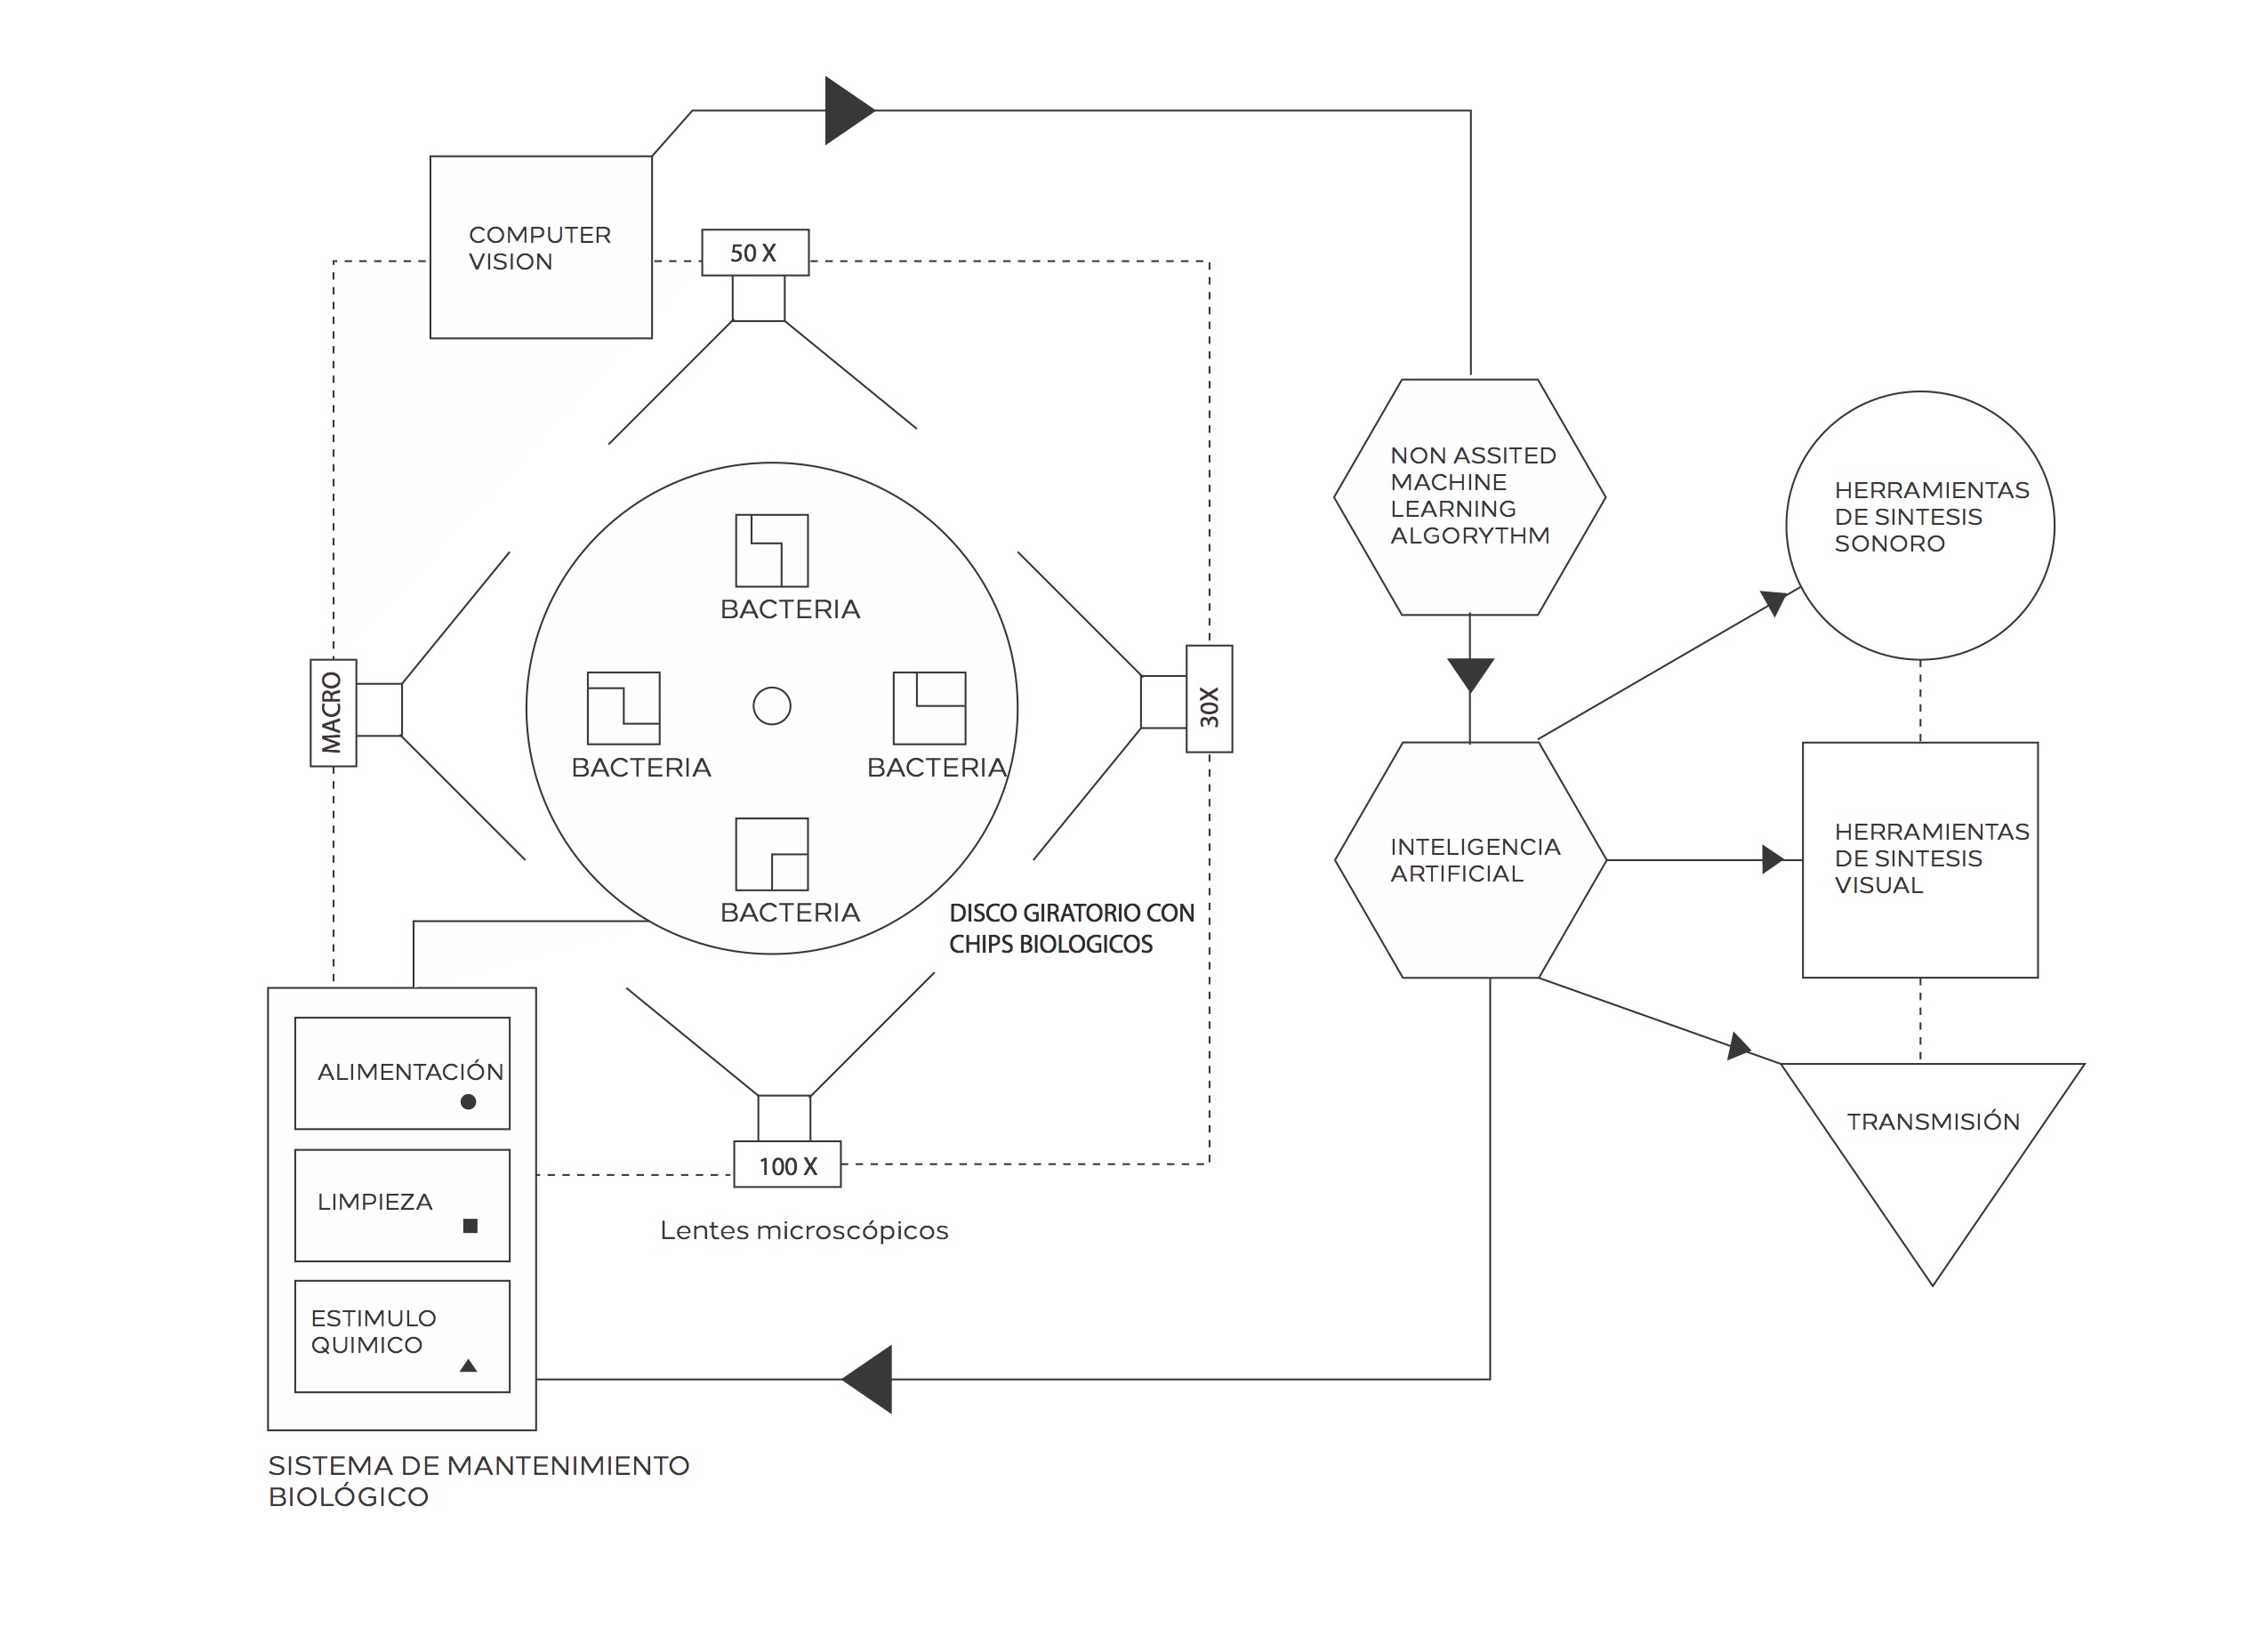 COMPUTER
VISION
50 X
NON ASSITED
MACHINE
LEARNING
ALGORYTHM
HERRAMIENTAS
DE SINTESIS
SONORO
BACTERIA
MACRO
30X
BACTERIA
BACTERIA
BACTERIA
DISCO GIRATORIO CON
CHIPS BIOLOGICOS
INTELIGENCIA
ARTIFICIAL
HERRAMIENTAS
DE SINTESIS
VISUAL
ALIMENTACIÓN
LIMPIEZA
ESTIMULO
QUIMICO
100 X
Lentes microscópicos
TRANSMISIÓN
SISTEMA DE MANTENIMIENTO
BIOLÓGICO